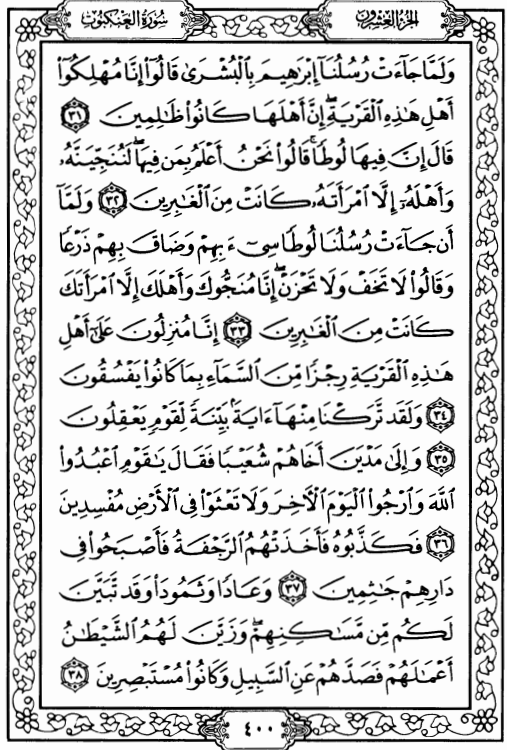 الجزء العشرون سورة العنكبوت
وَلَمَّا جَآءَتْ رُسُلُنَآ إِبْرَٰهِيمَ بِٱلْبُشْرَىٰ قَالُوٓا۟ إِنَّا مُهْلِكُوٓا۟
أَهْلِ هَـٰذِهِ ٱلْقَرْيَةِ ۖ إِنَّ أَهْلَهَا كَانُوا۟ ظَـٰلِمِينَ ٣١
قَالَ إِنَّ فِيهَا لُوطًا ۚ قَالُوا۟ نَحْنُ أَعْلَمُ بِمَن فِيهَا ۖ لَنُنَجِّيَنَّهُۥ
وَأَهْلَهُۥٓ إِلَّا ٱمْرَأَتَهُۥ كَانَتْ مِنَ ٱلْغَـٰبِرِينَ ٣٢ وَلَمَّآ
أَن جَآءَتْ رُسُلُنَا لُوطًا سِىٓءَ بِهِمْ وَضَاقَ بِهِمْ ذَرْعًا
وَقَالُوا۟ لَا تَخَفْ وَلَا تَحْزَنْ ۖ إِنَّا مُنَجُّوكَ وَأَهْلَكَ إِلَّا ٱمْرَأَتَكَ
كَانَتْ مِنَ ٱلْغَـٰبِرِينَ ٣٣ إِنَّا مُنزِلُونَ عَلَىٰٓ أَهْلِ
هَـٰذِهِ ٱلْقَرْيَةِ رِجْزًا مِّنَ ٱلسَّمَآءِ بِمَا كَانُوا۟ يَفْسُقُونَ
٣٤ وَلَقَد تَّرَكْنَا مِنْهَآ ءَايَةًۢ بَيِّنَةً لِّقَوْمٍ يَعْقِلُونَ
٣٥ وَإِلَىٰ مَدْيَنَ أَخَاهُمْ شُعَيْبًا فَقَالَ يَـٰقَوْمِ ٱعْبُدُوا۟
ٱللَّهَ وَٱرْجُوا۟ ٱلْيَوْمَ ٱلْـَٔاخِرَ وَلَا تَعْثَوْا۟ فِى ٱلْأَرْضِ مُفْسِدِينَ
٣٦ فَكَذَّبُوهُ فَأَخَذَتْهُمُ ٱلرَّجْفَةُ فَأَصْبَحُوا۟ فِى
دَارِهِمْ جَـٰثِمِينَ ٣٧ وَعَادًا وَثَمُودَا۟ وَقَد تَّبَيَّنَ
لَكُم مِّن مَّسَـٰكِنِهِمْ ۖ وَزَيَّنَ لَهُمُ ٱلشَّيْطَـٰنُ
أَعْمَـٰلَهُمْ فَصَدَّهُمْ عَنِ ٱلسَّبِيلِ وَكَانُوا۟ مُسْتَبْصِرِينَ ٣٨
٤٠٠